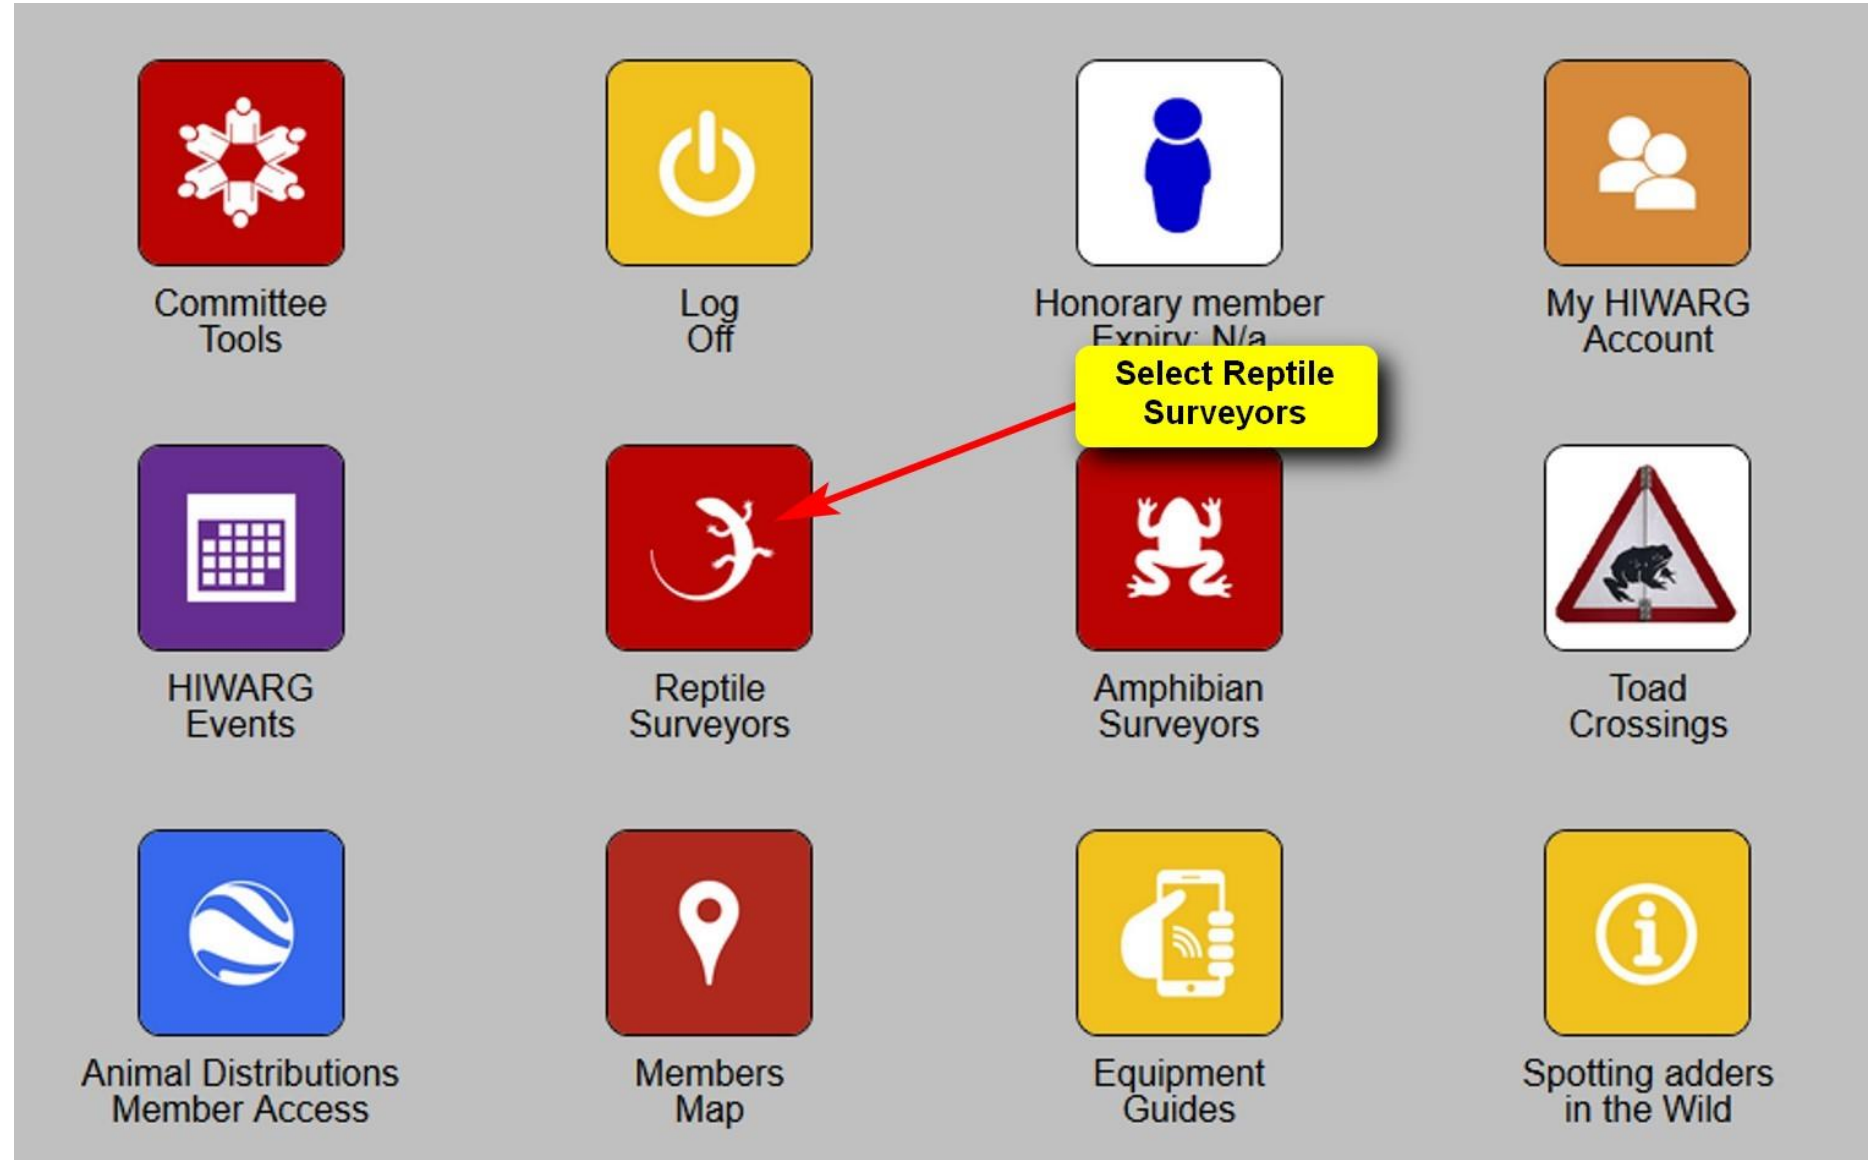 Committee
Tools
Log
Off
Honorary member
Expiry: N/a
My HIWARG
Account
Select Reptile
Surveyors
HIWARG
Events
Reptile
Surveyors
Amphibian
Surveyors
Toad
Crossings
Animal Distributions
Member Access
Members
Map
Equipment
Guides
Spotting adders
in the Wild